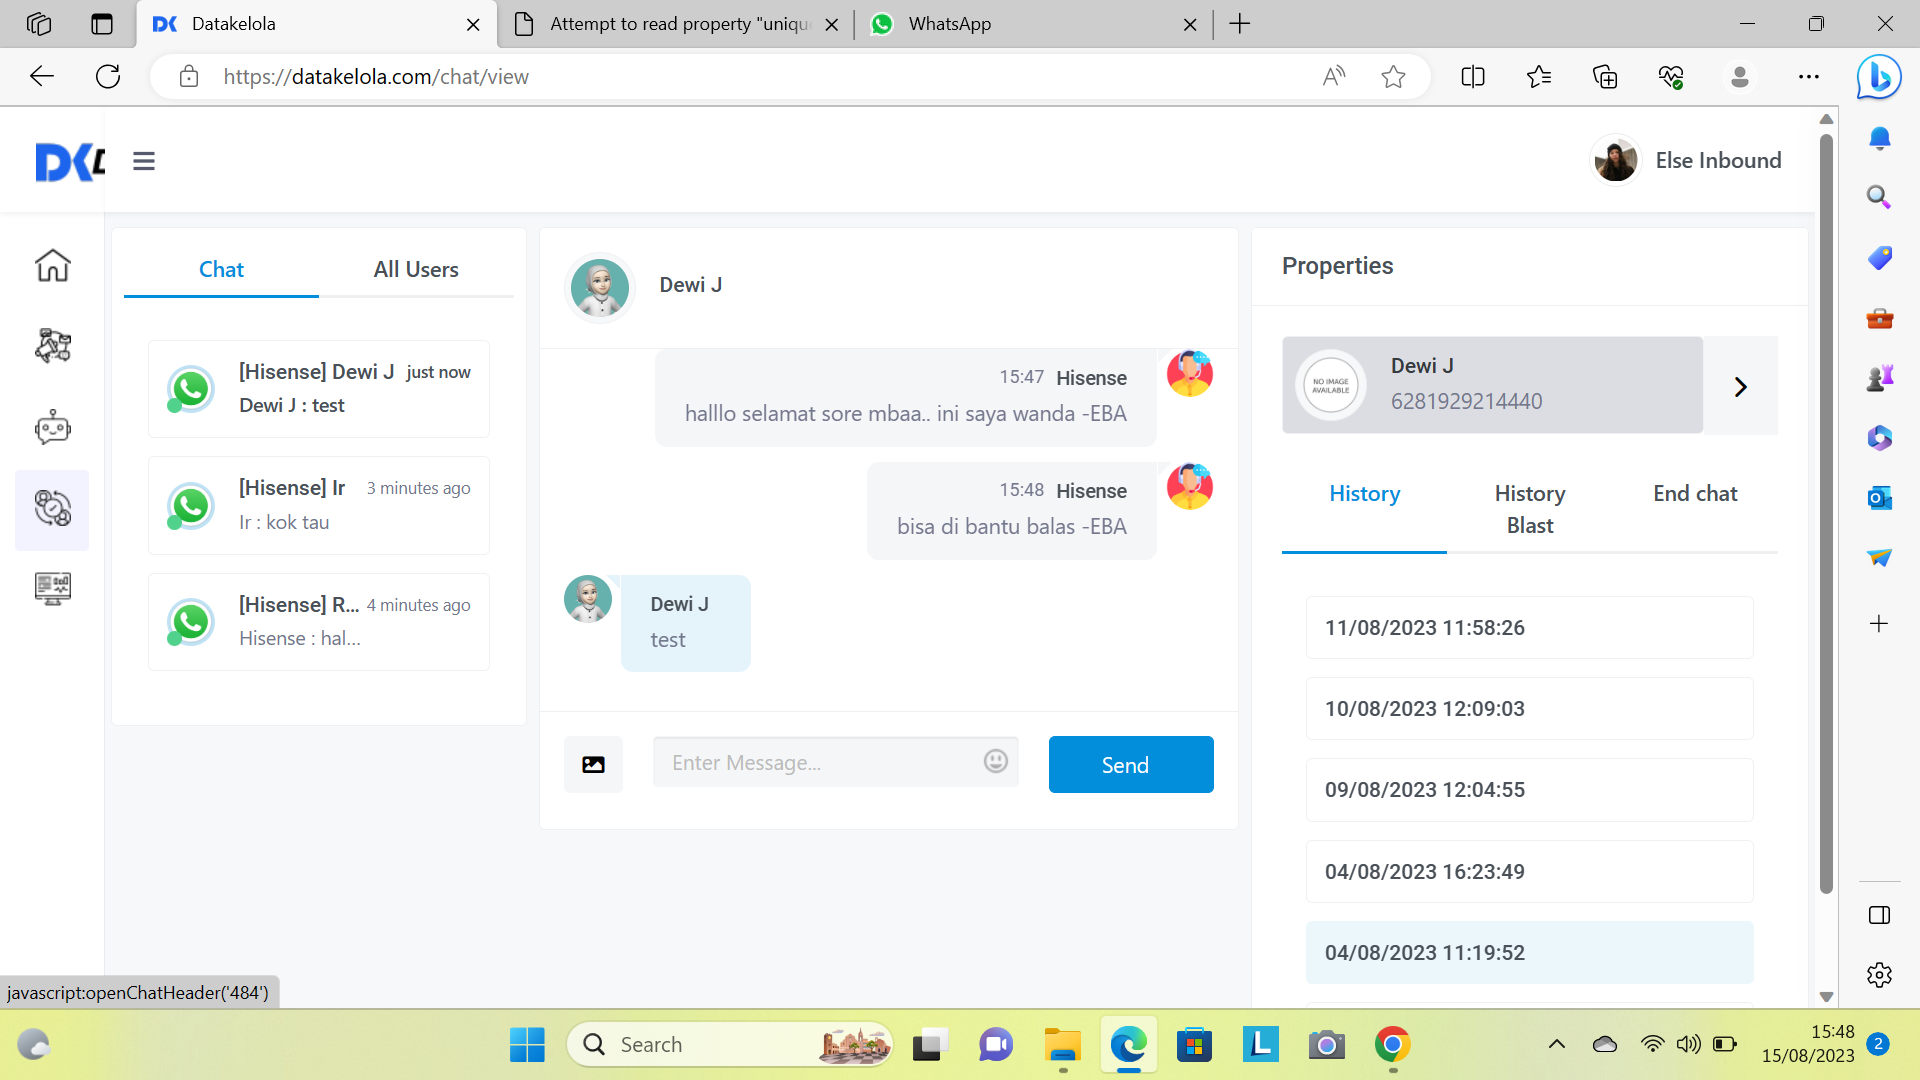 Datakelola
Attempt to read property "uniqu
WhatsApp
https://datakelola.com/chat/view
DK
Else Inbound
Chat
All Users
[Hisense] Dewi J just now
Dewi J : test
[Hisense] Ir 3 minutes ago
Ir : kok tau
[Hisense] R... 4 minutes ago
Hisense : hal...
Dewi J
15:47 Hisense
halllo selamat sore mbaa.. ini saya wanda -EBA
15:48 Hisense
bisa di bantu balas -EBA
Dewi J
test
Enter Message...
Send
Properties
NO IMAGE
AVAILABLE
Dewi J
6281929214440
History
History
Blast
End chat
11/08/2023 11:58:26
10/08/2023 12:09:03
09/08/2023 12:04:55
04/08/2023 16:23:49
04/08/2023 11:19:52
javascript:openChatHeader('484')
Search
15:48
15/08/2023
2